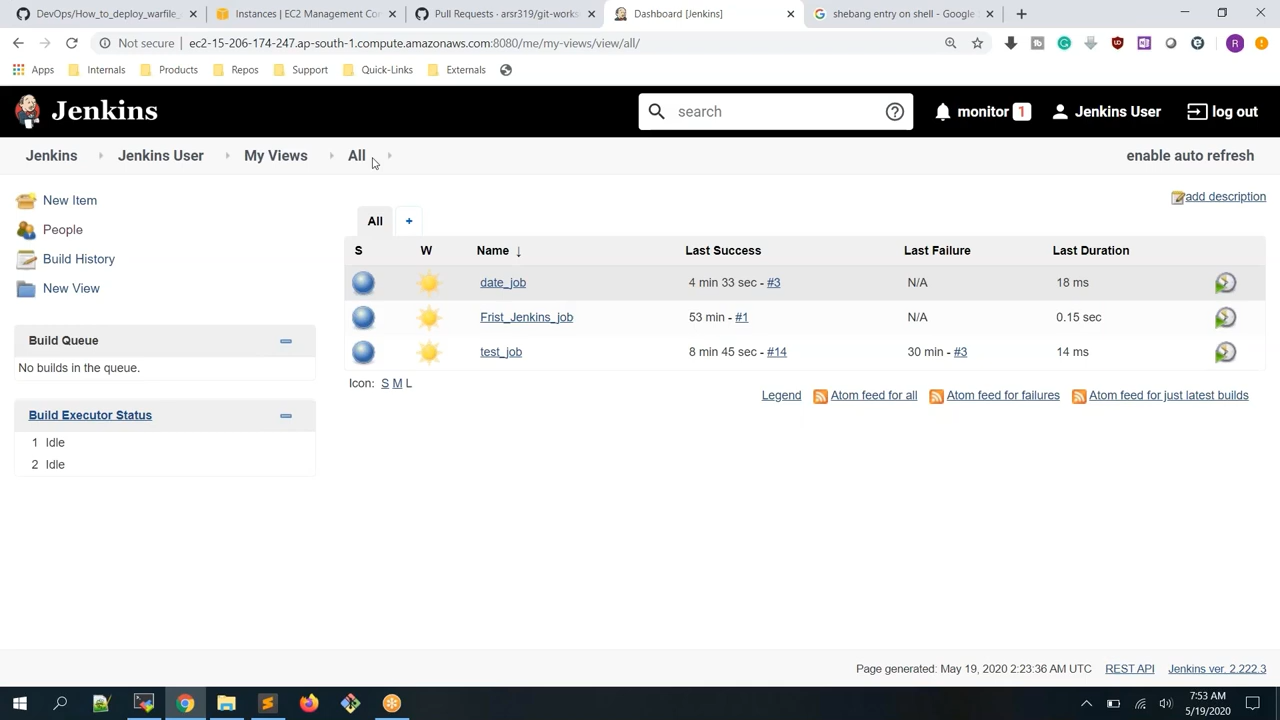 DevOps/How_to_deploy_warfile_
Instances | EC2 Management Co
Pull Requests · arsr319/git-works
Dashboard [Jenkins]
shebang entry on shell - Google
Not secure | ec2-15-206-174-247.ap-south-1.compute.amazonaws.com:8080/me/my-views/view/all/
Apps
Internals
Products
Repos
Support
Quick-Links
Externals
R
Jenkins
search
monitor 1
Jenkins User
log out
Jenkins
Jenkins User
My Views
All
enable auto refresh
New Item
People
Build History
New View
Build Queue
No builds in the queue.
Build Executor Status
1 Idle
2 Idle
add description
All +
S W Name ↓ Last Success Last Failure Last Duration
date_job 4 min 33 sec - #3 N/A 18 ms
Frist_Jenkins_job 53 min - #1 N/A 0.15 sec
test_job 8 min 45 sec - #14 30 min - #3 14 ms
Icon: S M L
Legend Atom feed for all Atom feed for failures Atom feed for just latest builds
Page generated: May 19, 2020 2:23:36 AM UTC REST API Jenkins ver. 2.222.3
7:53 AM
5/19/2020